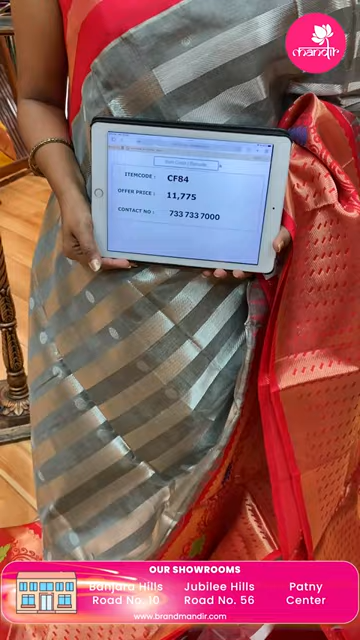 mandir
ITEMCODE : CF84
OFFER PRICE : 11,775
CONTACT NO : 733 733 7000
OUR SHOWROOMS
Banjara Hills Jubilee Hills Patny
Road No. 10 Road No. 56 Center
www.brandmandir.com